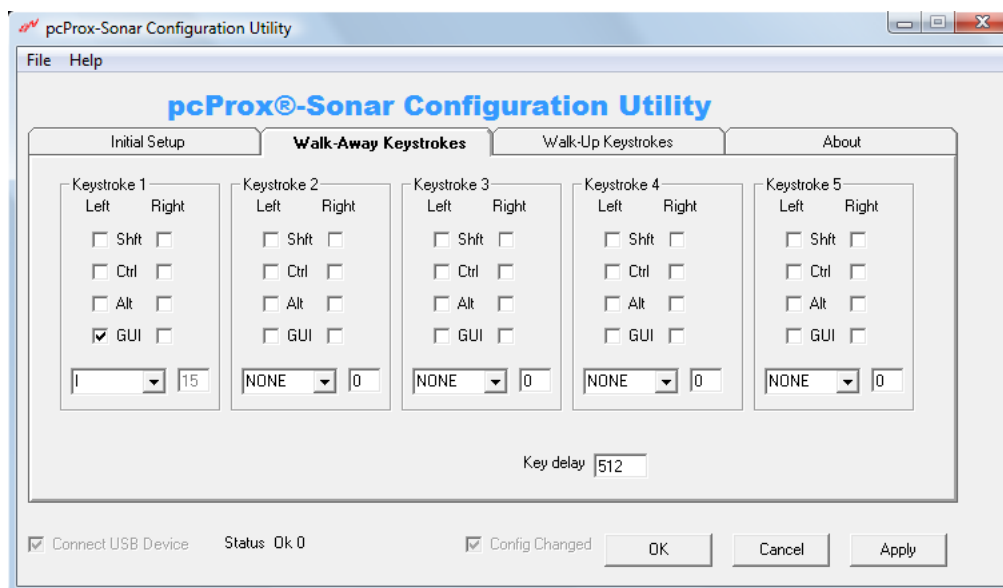 pcProx-Sonar Configuration Utility
File Help
pcProx®-Sonar Configuration Utility
Initial Setup Walk-Away Keystrokes Walk-Up Keystrokes About
Keystroke 1 Keystroke 2 Keystroke 3 Keystroke 4 Keystroke 5
Left Right Left Right Left Right Left Right Left Right
Shft Shft Shft Shft Shft
Ctrl Ctrl Ctrl Ctrl Ctrl
Alt Alt Alt Alt Alt
GUI GUI GUI GUI GUI
l 15 NONE 0 NONE 0 NONE 0 NONE 0
Key delay 512
Connect USB Device Status Ok 0 Config Changed OK Cancel Apply